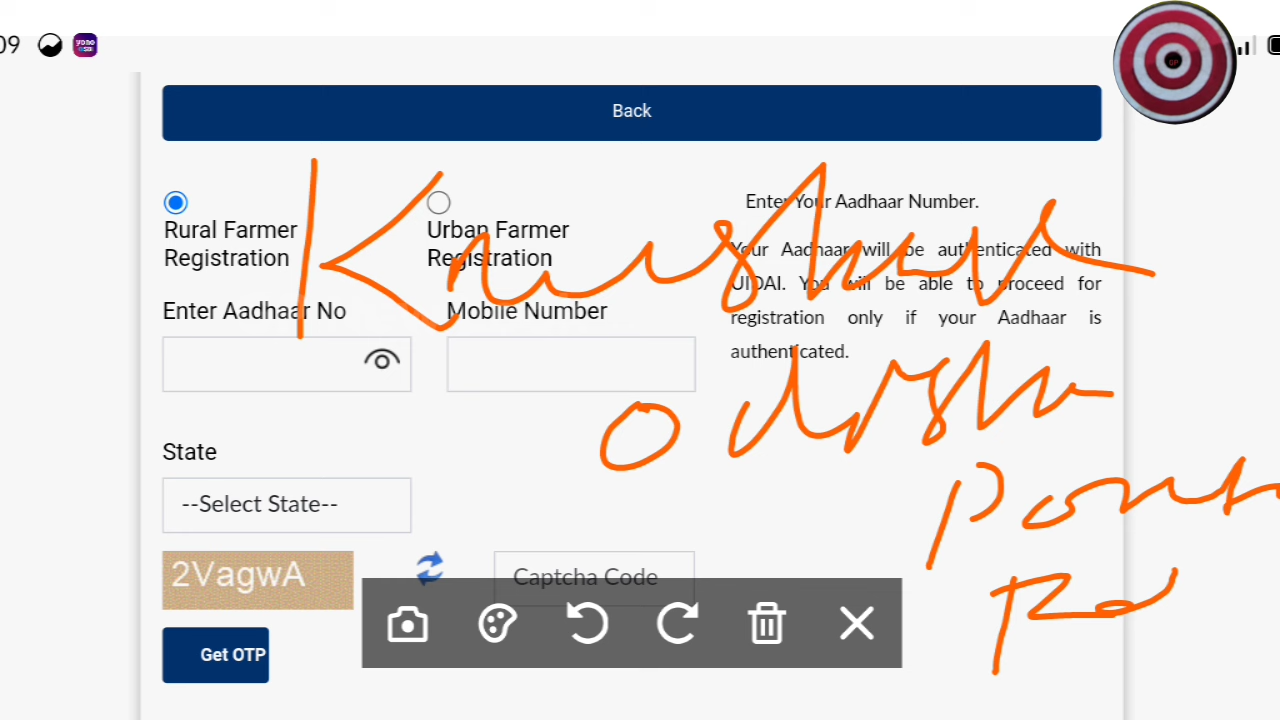 09
yono
SBI
Back
Rural Farmer Registration
Urban Farmer Registration
Enter Your Aadhaar Number.
Your Aadhaar will be authenticated with
UIDAI. You will be able to proceed for
registration only if your Aadhaar is
authenticated.
Enter Aadhaar No
Mobile Number
State
--Select State--
2VagwA
Captcha Code
Get OTP